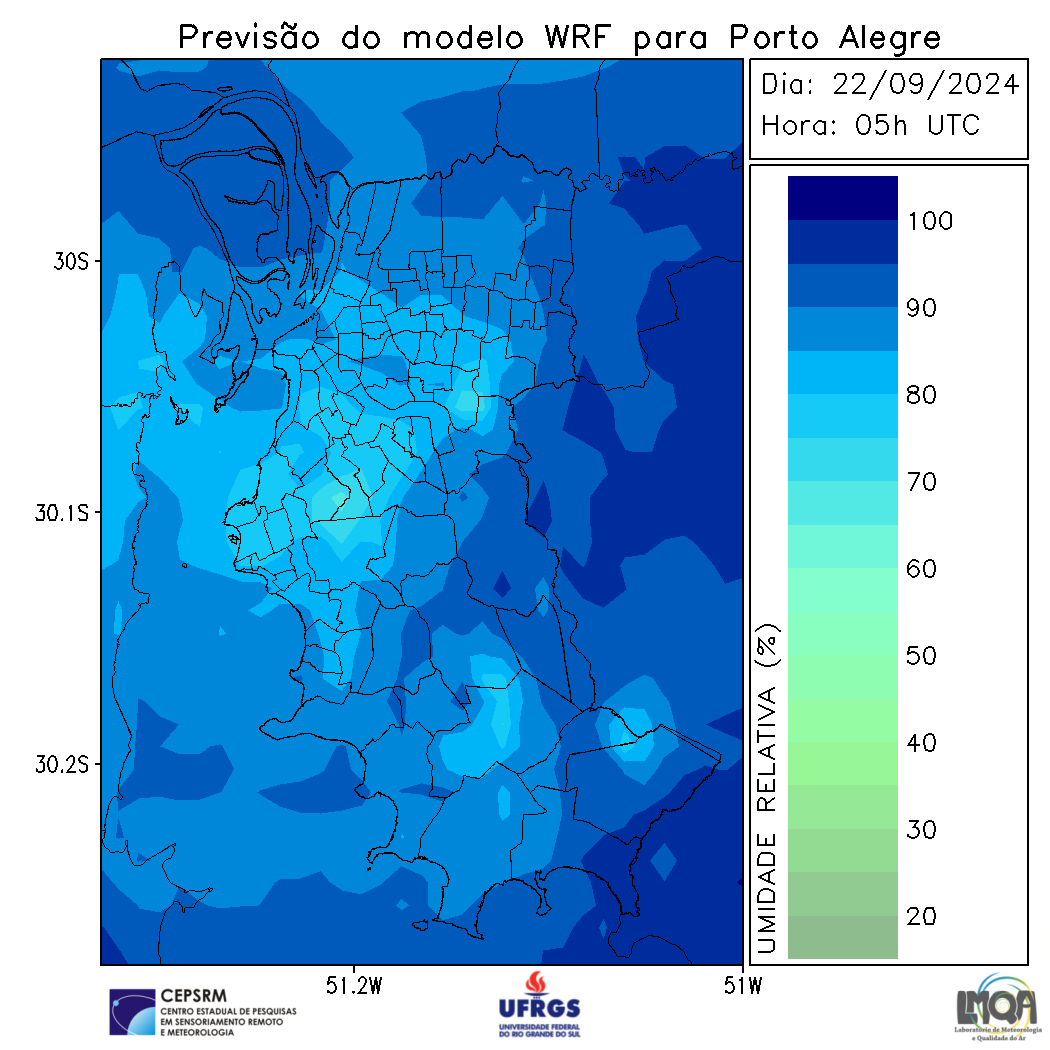 Previsão do modelo WRF para Porto Alegre
Dia: 22/09/2024
Hora: 05h UTC
30S
30.1S
30.2S
51.2W
51W
100
90
80
70
60
50
40
30
20
UMIDADE RELATIVA (%)
CEPSRM
CENTRO ESTADUAL DE PESQUISAS
EM SENSORIAMENTO REMOTO
E METEOROLOGIA
UFRGS
UNIVERSIDADE FEDERAL
DO RIO GRANDE DO SUL
LMQA
Laboratório de Meteorologia
e Qualidade do Ar